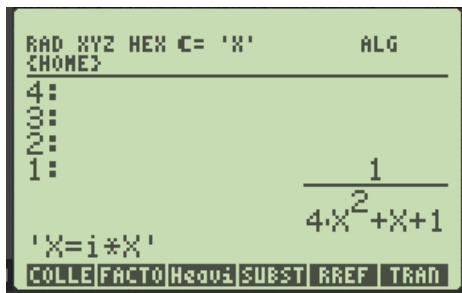 RAD XYZ HEX C= 'X' ALG
{HOME}
4:
3:
2:
1: 1
4·X²+X+1
'X=i*X'
COLLE FACTO Heavi SUBST RREF TRAN